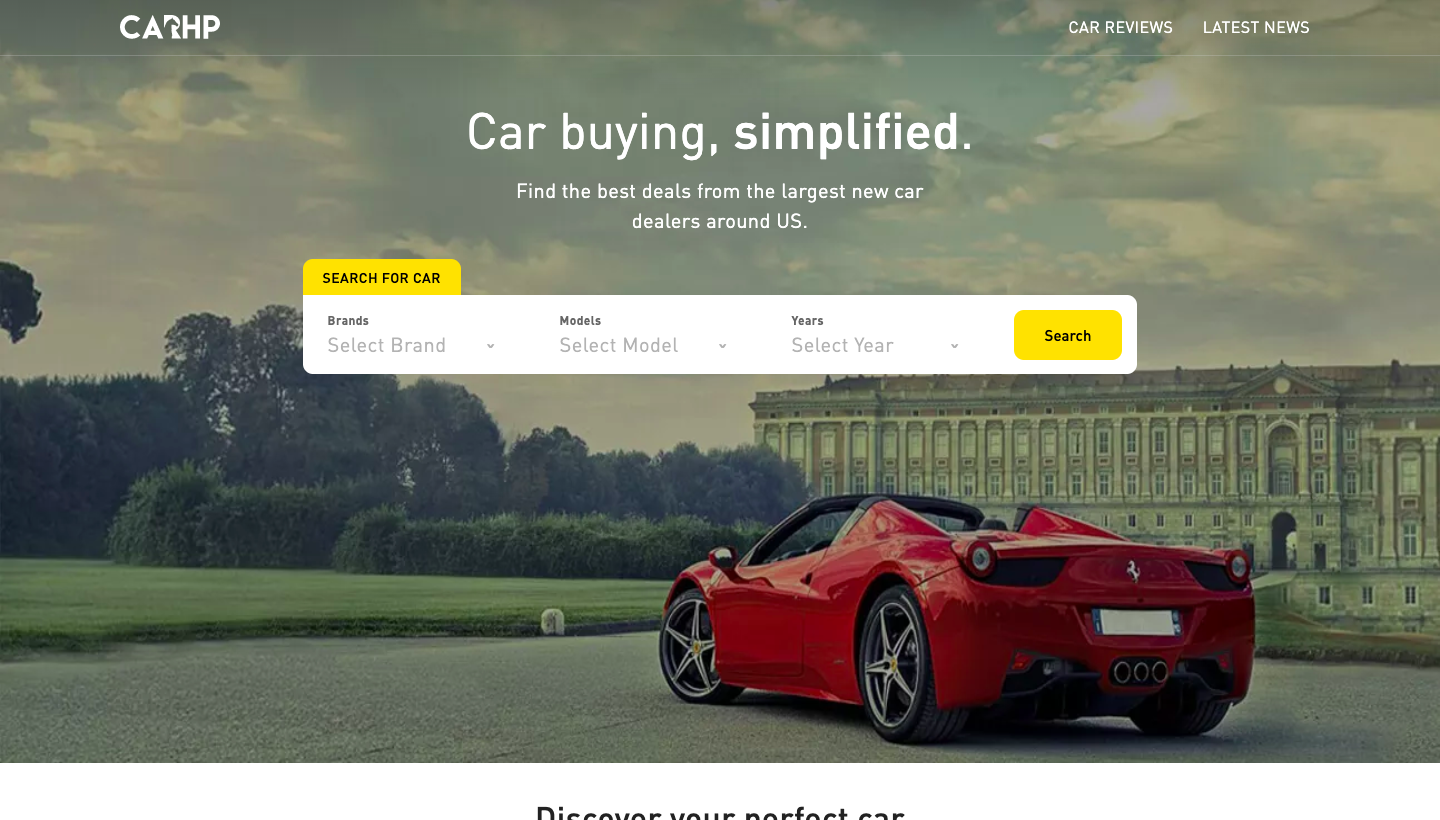 CARHP
CAR REVIEWS
LATEST NEWS
Car buying, simplified.
Find the best deals from the largest new car
dealers around US.
SEARCH FOR CAR
Brands
Models
Years
Select Brand
Select Model
Select Year
Search
Discover your perfect car